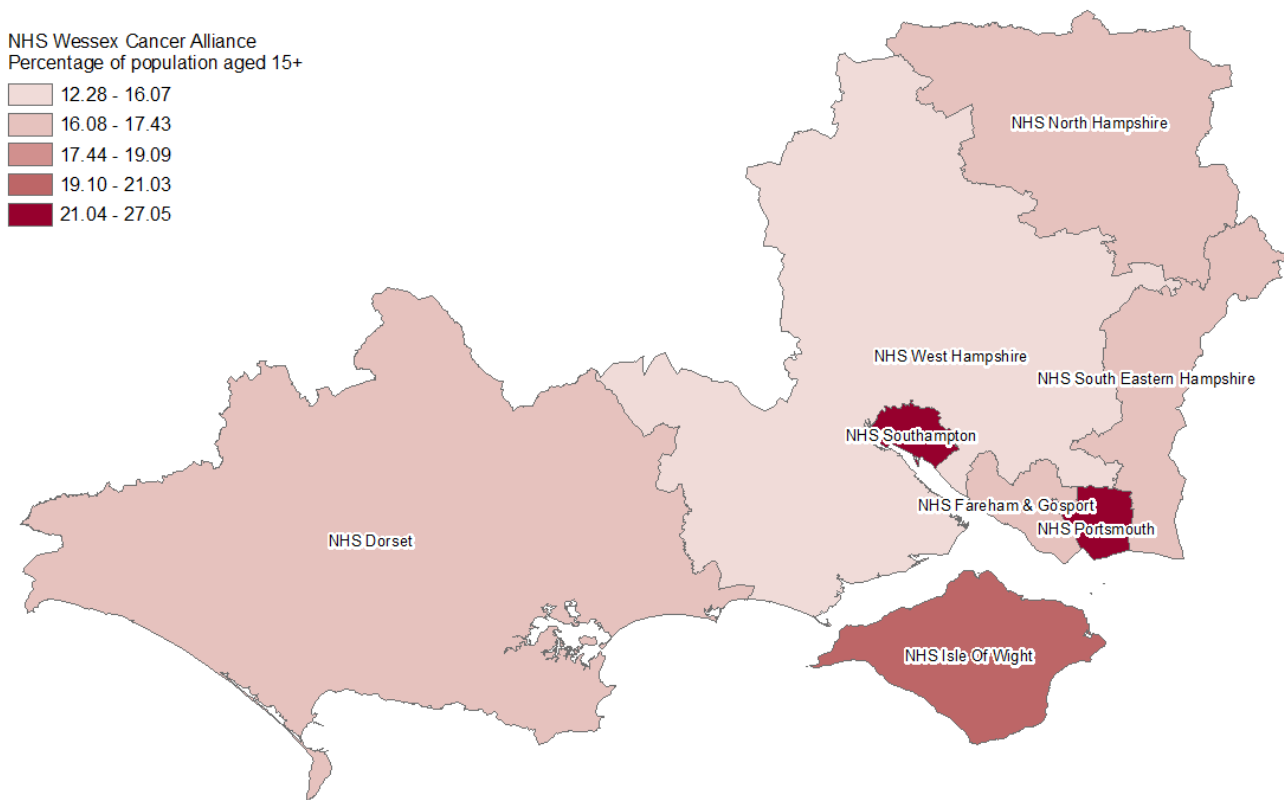 NHS Wessex Cancer Alliance
Percentage of population aged 15+
12.28 - 16.07
16.08 - 17.43
17.44 - 19.09
19.10 - 21.03
21.04 - 27.05
NHS North Hampshire
NHS West Hampshire
NHS South Eastern Hampshire
NHS Southampton
NHS Fareham & Gosport
NHS Portsmouth
NHS Dorset
NHS Isle Of Wight